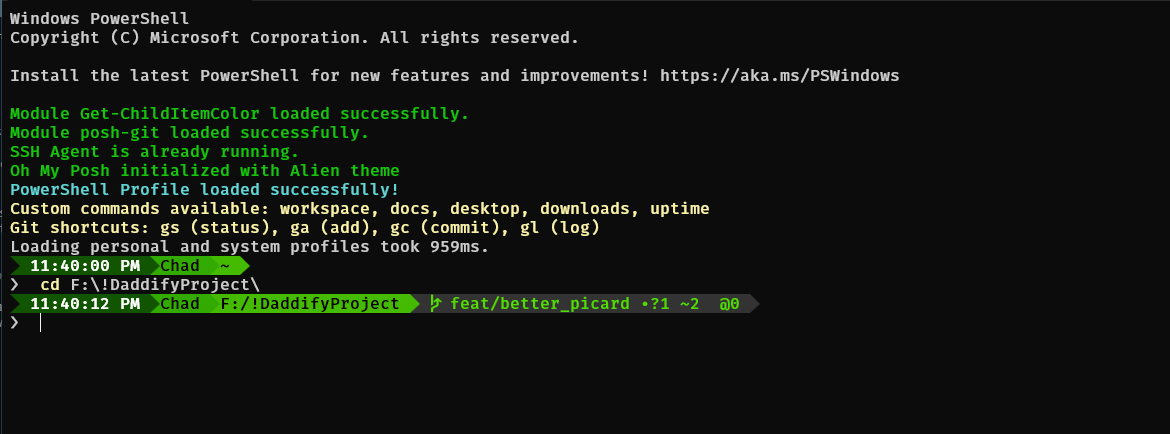 Windows PowerShell
Copyright (C) Microsoft Corporation. All rights reserved.
Install the latest PowerShell for new features and improvements! https://aka.ms/PSWindows
Module Get-ChildItemColor loaded successfully.
Module posh-git loaded successfully.
SSH Agent is already running.
Oh My Posh initialized with Alien theme
PowerShell Profile loaded successfully!
Custom commands available: workspace, docs, desktop, downloads, uptime
Git shortcuts: gs (status), ga (add), gc (commit), gl (log)
Loading personal and system profiles took 959ms.
11:40:00 PM Chad ~
❯ cd F:\!DaddifyProject\
11:40:12 PM Chad F:/!DaddifyProject feat/better_picard •?1 ~2 @0
❯